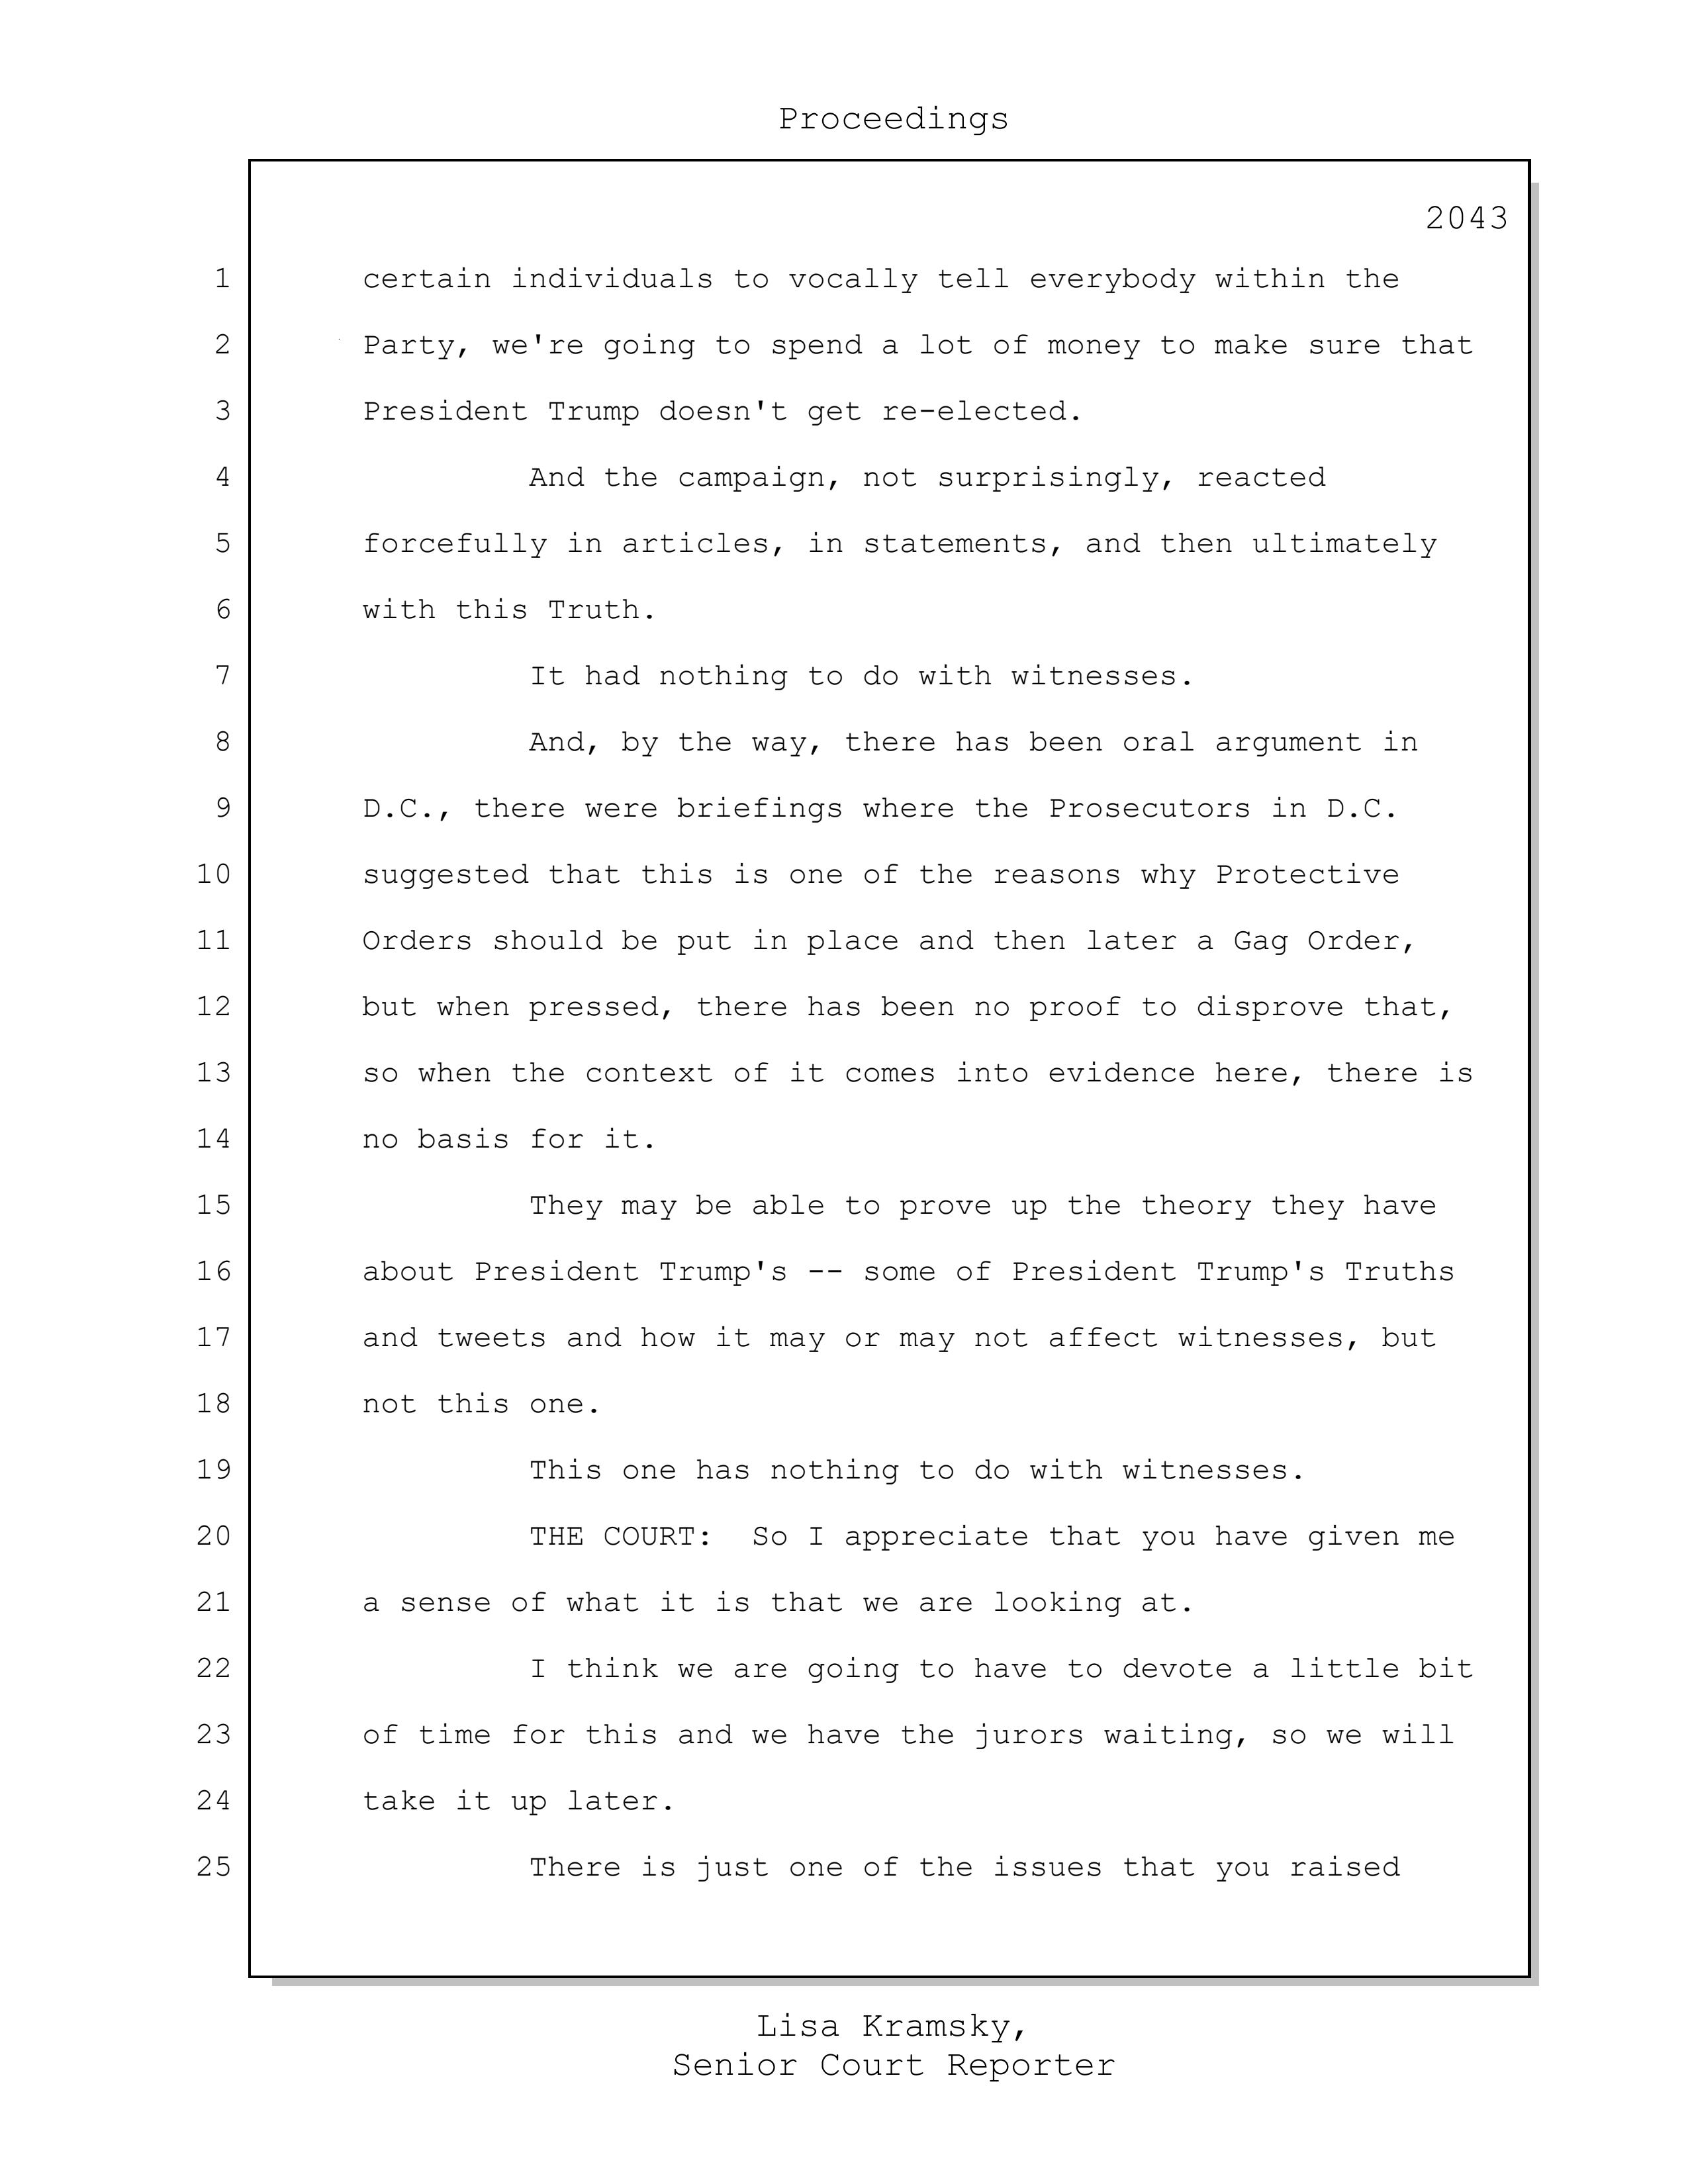 Proceedings
2043
1 certain individuals to vocally tell everybody within the
2 Party, we're going to spend a lot of money to make sure that
3 President Trump doesn't get re-elected.
4 And the campaign, not surprisingly, reacted
5 forcefully in articles, in statements, and then ultimately
6 with this Truth.
7 It had nothing to do with witnesses.
8 And, by the way, there has been oral argument in
9 D.C., there were briefings where the Prosecutors in D.C.
10 suggested that this is one of the reasons why Protective
11 Orders should be put in place and then later a Gag Order,
12 but when pressed, there has been no proof to disprove that,
13 so when the context of it comes into evidence here, there is
14 no basis for it.
15 They may be able to prove up the theory they have
16 about President Trump's -- some of President Trump's Truths
17 and tweets and how it may or may not affect witnesses, but
18 not this one.
19 This one has nothing to do with witnesses.
20 THE COURT:  So I appreciate that you have given me
21 a sense of what it is that we are looking at.
22 I think we are going to have to devote a little bit
23 of time for this and we have the jurors waiting, so we will
24 take it up later.
25 There is just one of the issues that you raised
Lisa Kramsky,
Senior Court Reporter